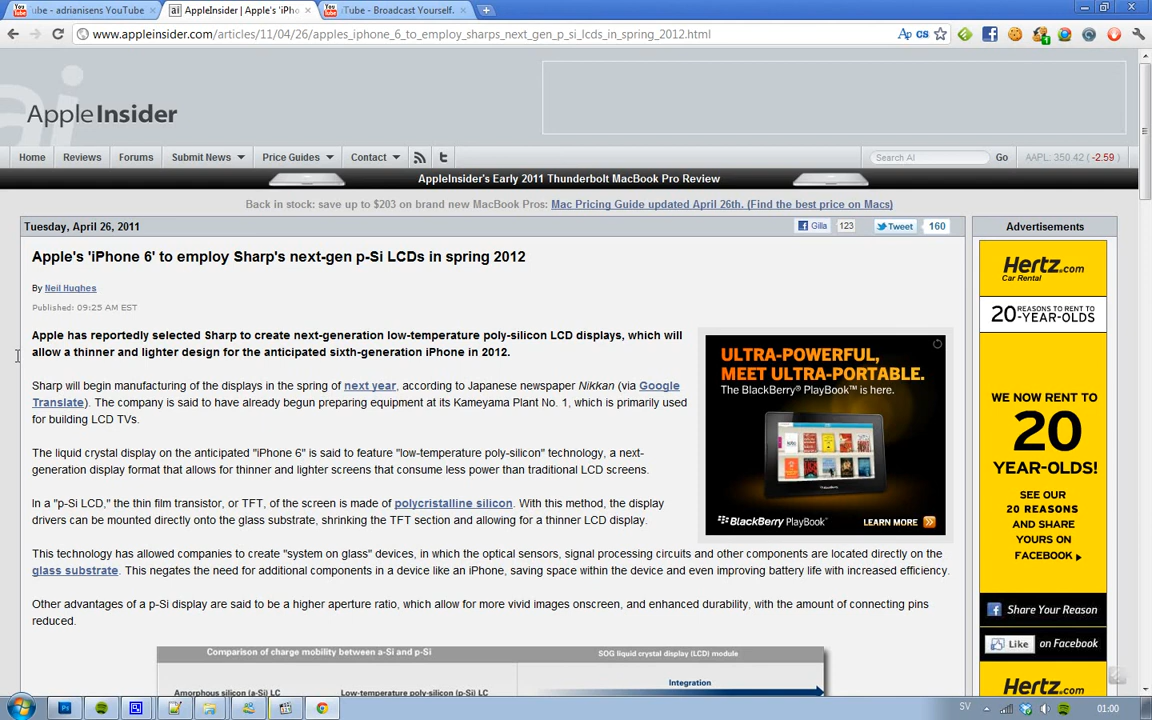 ube - adrianisens YouTube
AppleInsider | Apple's 'iPho
Tube - Broadcast Yourself.
www.appleinsider.com/articles/11/04/26/apples_iphone_6_to_employ_sharps_next_gen_p_si_lcds_in_spring_2012.html
AppleInsider
Home Reviews Forums Submit News Price Guides Contact Search AI Go AAPL: 350.42 ( -2.59 )
AppleInsider's Early 2011 Thunderbolt MacBook Pro Review
Back in stock: save up to $203 on brand new MacBook Pros: Mac Pricing Guide updated April 26th. (Find the best price on Macs)
Tuesday, April 26, 2011 Gilla 123 Tweet 160
Apple's 'iPhone 6' to employ Sharp's next-gen p-Si LCDs in spring 2012
By Neil Hughes
Published: 09:25 AM EST
Apple has reportedly selected Sharp to create next-generation low-temperature poly-silicon LCD displays, which will
allow a thinner and lighter design for the anticipated sixth-generation iPhone in 2012.
Sharp will begin manufacturing of the displays in the spring of next year, according to Japanese newspaper Nikkan (via Google
Translate). The company is said to have already begun preparing equipment at its Kameyama Plant No. 1, which is primarily used
for building LCD TVs.
The liquid crystal display on the anticipated "iPhone 6" is said to feature "low-temperature poly-silicon" technology, a next-
generation display format that allows for thinner and lighter screens that consume less power than traditional LCD screens.
In a "p-Si LCD," the thin film transistor, or TFT, of the screen is made of polycristalline silicon. With this method, the display
drivers can be mounted directly onto the glass substrate, shrinking the TFT section and allowing for a thinner LCD display.
This technology has allowed companies to create "system on glass" devices, in which the optical sensors, signal processing circuits and other components are located directly on the
glass substrate. This negates the need for additional components in a device like an iPhone, saving space within the device and even improving battery life with increased efficiency.
Other advantages of a p-Si display are said to be a higher aperture ratio, which allow for more vivid images onscreen, and enhanced durability, with the amount of connecting pins
reduced.
Comparison of charge mobility between a-Si and p-Si
SOG liquid crystal display (LCD) module
Amorphous silicon (a-Si) LC
Low-temperature poly-silicon (p-Si) LC
Integration
ULTRA-POWERFUL,
MEET ULTRA-PORTABLE.
The BlackBerry® PlayBook™ is here.
BlackBerry PlayBook™
LEARN MORE
Advertisements
Hertz.com
Car Rental
20 REASONS TO RENT TO
YEAR-OLDS!
WE NOW RENT TO
20
YEAR-OLDS!
SEE OUR
20 REASONS
AND SHARE
YOURS ON
FACEBOOK
Share Your Reason
Like on Facebook
Hertz.com
SV 01:00